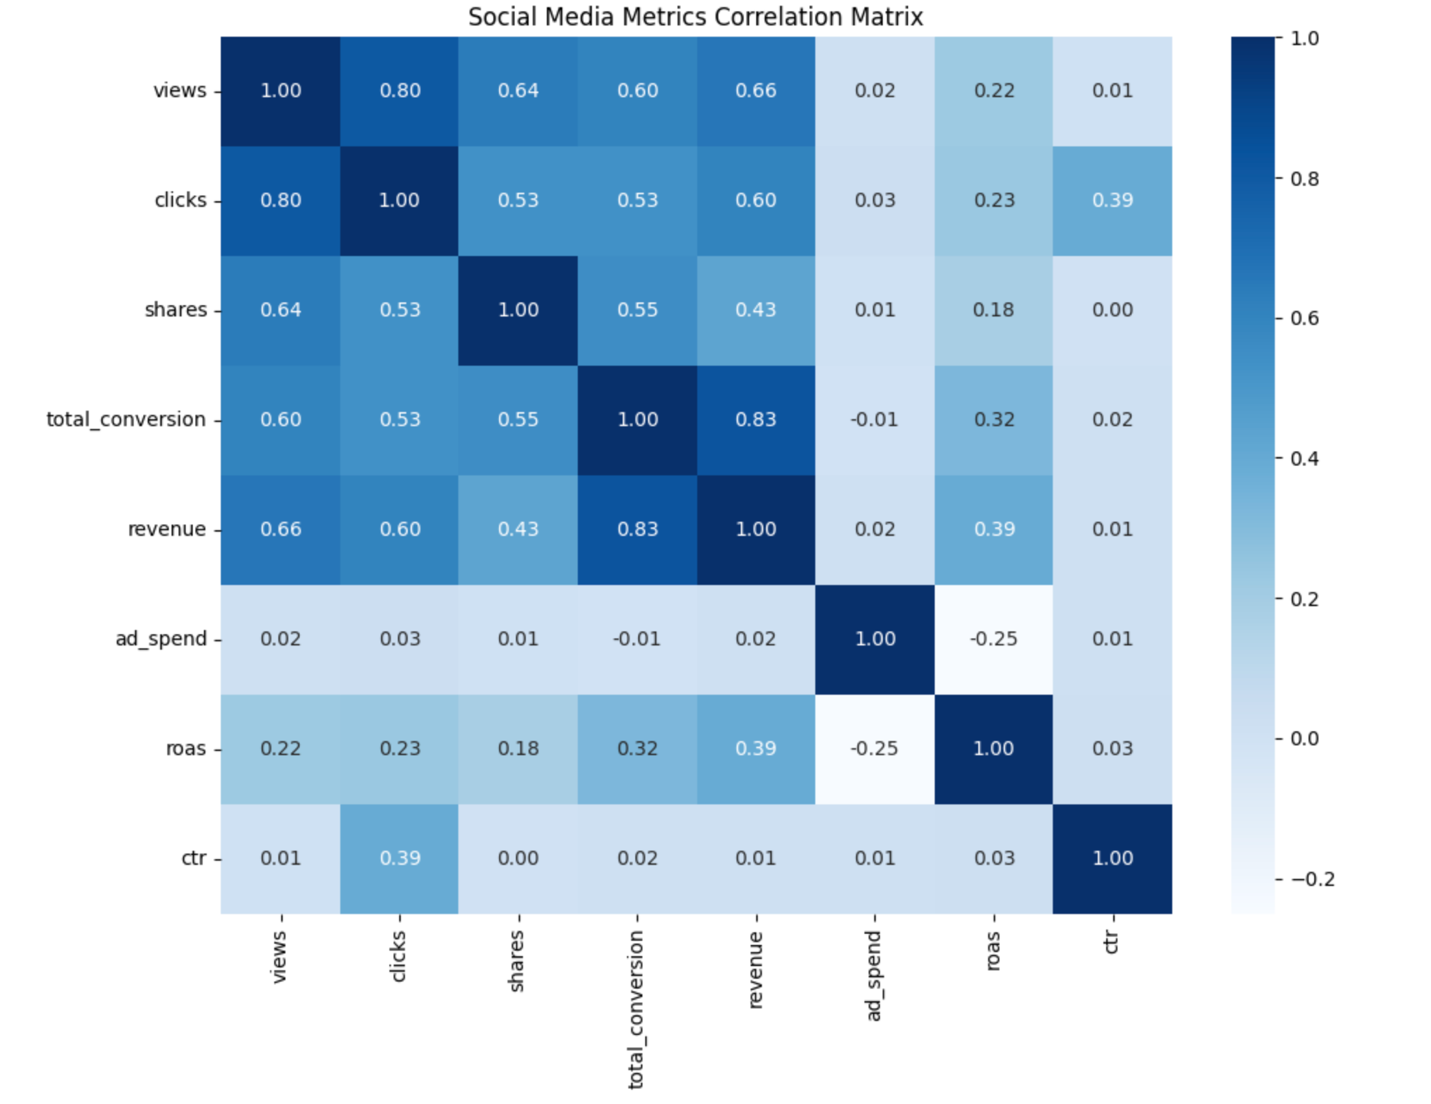 Social Media Metrics Correlation Matrix
views 1.00 0.80 0.64 0.60 0.66 0.02 0.22 0.01
clicks 0.80 1.00 0.53 0.53 0.60 0.03 0.23 0.39
shares 0.64 0.53 1.00 0.55 0.43 0.01 0.18 0.00
total_conversion 0.60 0.53 0.55 1.00 0.83 -0.01 0.32 0.02
revenue 0.66 0.60 0.43 0.83 1.00 0.02 0.39 0.01
ad_spend 0.02 0.03 0.01 -0.01 0.02 1.00 -0.25 0.01
roas 0.22 0.23 0.18 0.32 0.39 -0.25 1.00 0.03
ctr 0.01 0.39 0.00 0.02 0.01 0.01 0.03 1.00
views clicks shares total_conversion revenue ad_spend roas ctr
1.0
0.8
0.6
0.4
0.2
0.0
−0.2